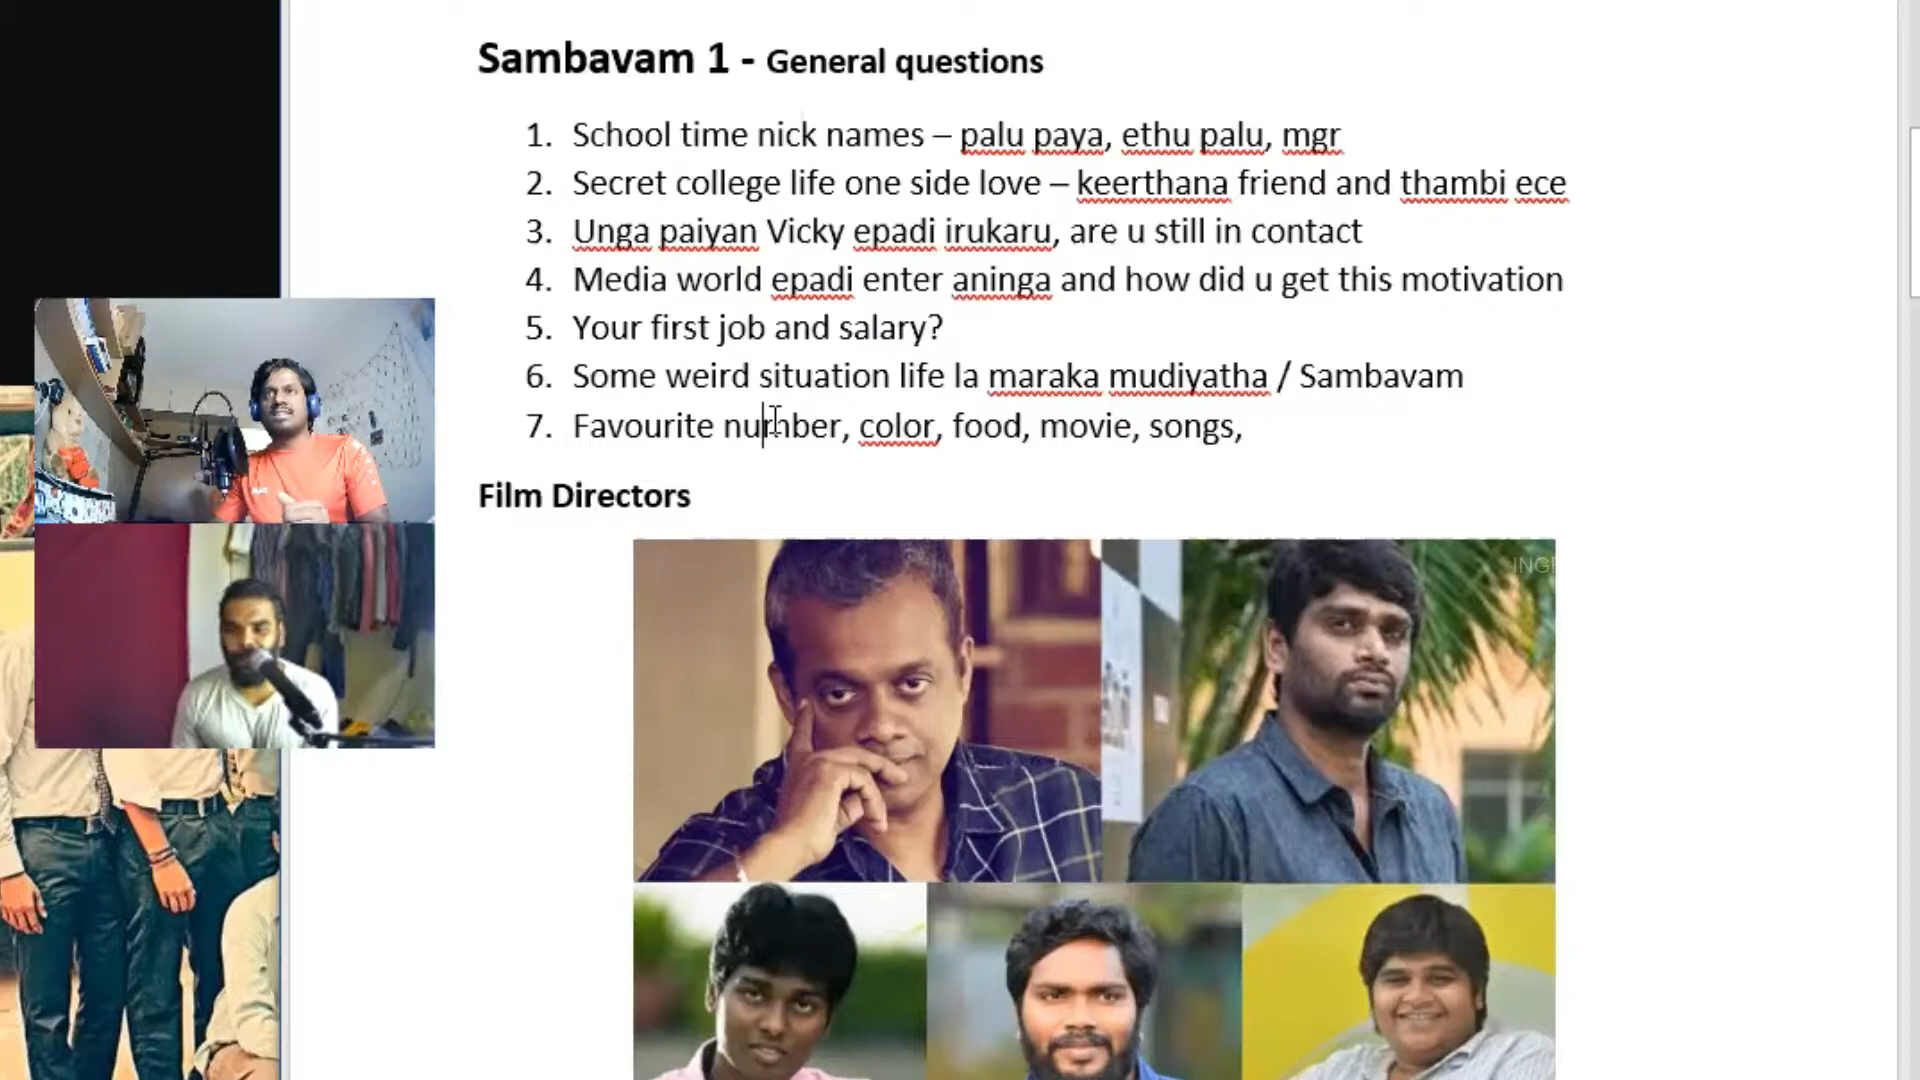 Sambavam 1 - General questions
1. School time nick names – palu paya, ethu palu, mgr
2. Secret college life one side love – keerthana friend and thambi ece
3. Unga paiyan Vicky epadi irukaru, are u still in contact
4. Media world epadi enter aninga and how did u get this motivation
5. Your first job and salary?
6. Some weird situation life la maraka mudiyatha / Sambavam
7. Favourite number, color, food, movie, songs,
Film Directors